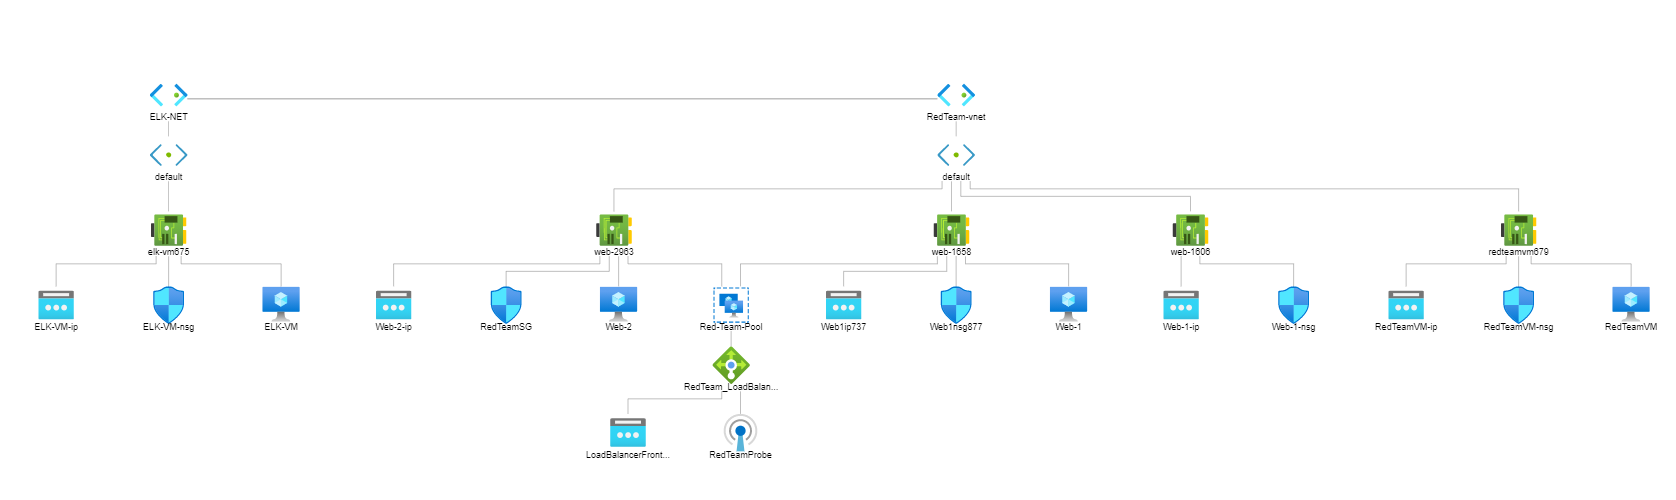 ELK-NET
RedTeam-vnet
default
default
elk-vm675
web-2963
web-1658
web-1606
redteamvm679
ELK-VM-ip
ELK-VM-nsg
ELK-VM
Web-2-ip
RedTeamSG
Web-2
Red-Team-Pool
Web1ip737
Web1nsg877
Web-1
Web-1-ip
Web-1-nsg
RedTeamVM-ip
RedTeamVM-nsg
RedTeamVM
RedTeam_LoadBalan...
LoadBalancerFront...
RedTeamProbe